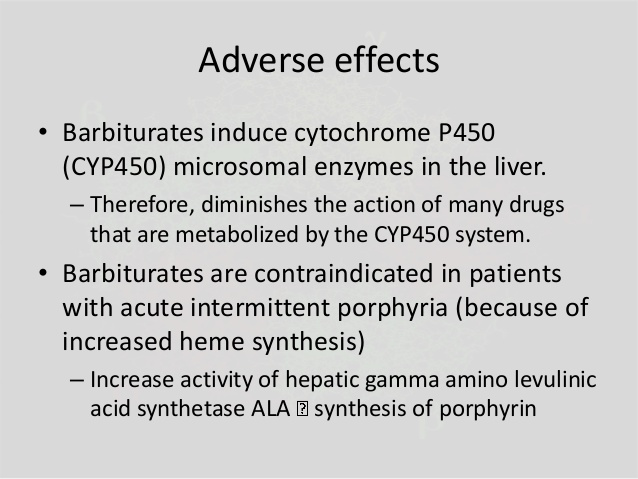 Adverse effects
• Barbiturates induce cytochrome P450
(CYP450) microsomal enzymes in the liver.
– Therefore, diminishes the action of many drugs
that are metabolized by the CYP450 system.
• Barbiturates are contraindicated in patients
with acute intermittent porphyria (because of
increased heme synthesis)
– Increase activity of hepatic gamma amino levulinic
acid synthetase ALA ⍰ synthesis of porphyrin